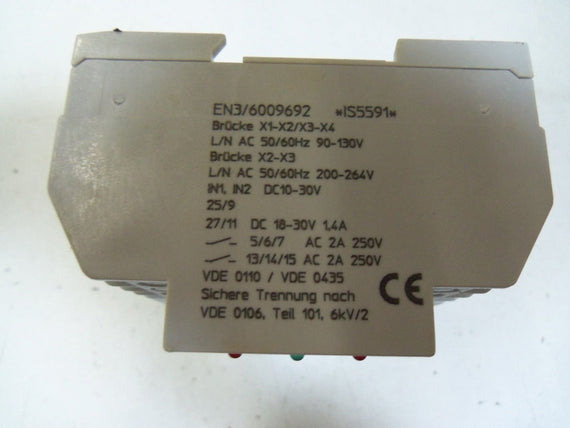 EN3/6009692 *IS5591*
Brücke X1-X2/X3-X4
L/N AC 50/60Hz 90-130V
Brücke X2-X3
L/N AC 50/60Hz 200-264V
IN1, IN2 DC10-30V
25/9
27/11 DC 18-30V 1,4A
5/6/7 AC 2A 250V
13/14/15 AC 2A 250V
VDE 0110 / VDE 0435
Sichere Trennung nach
VDE 0106, Teil 101, 6kV/2
CE